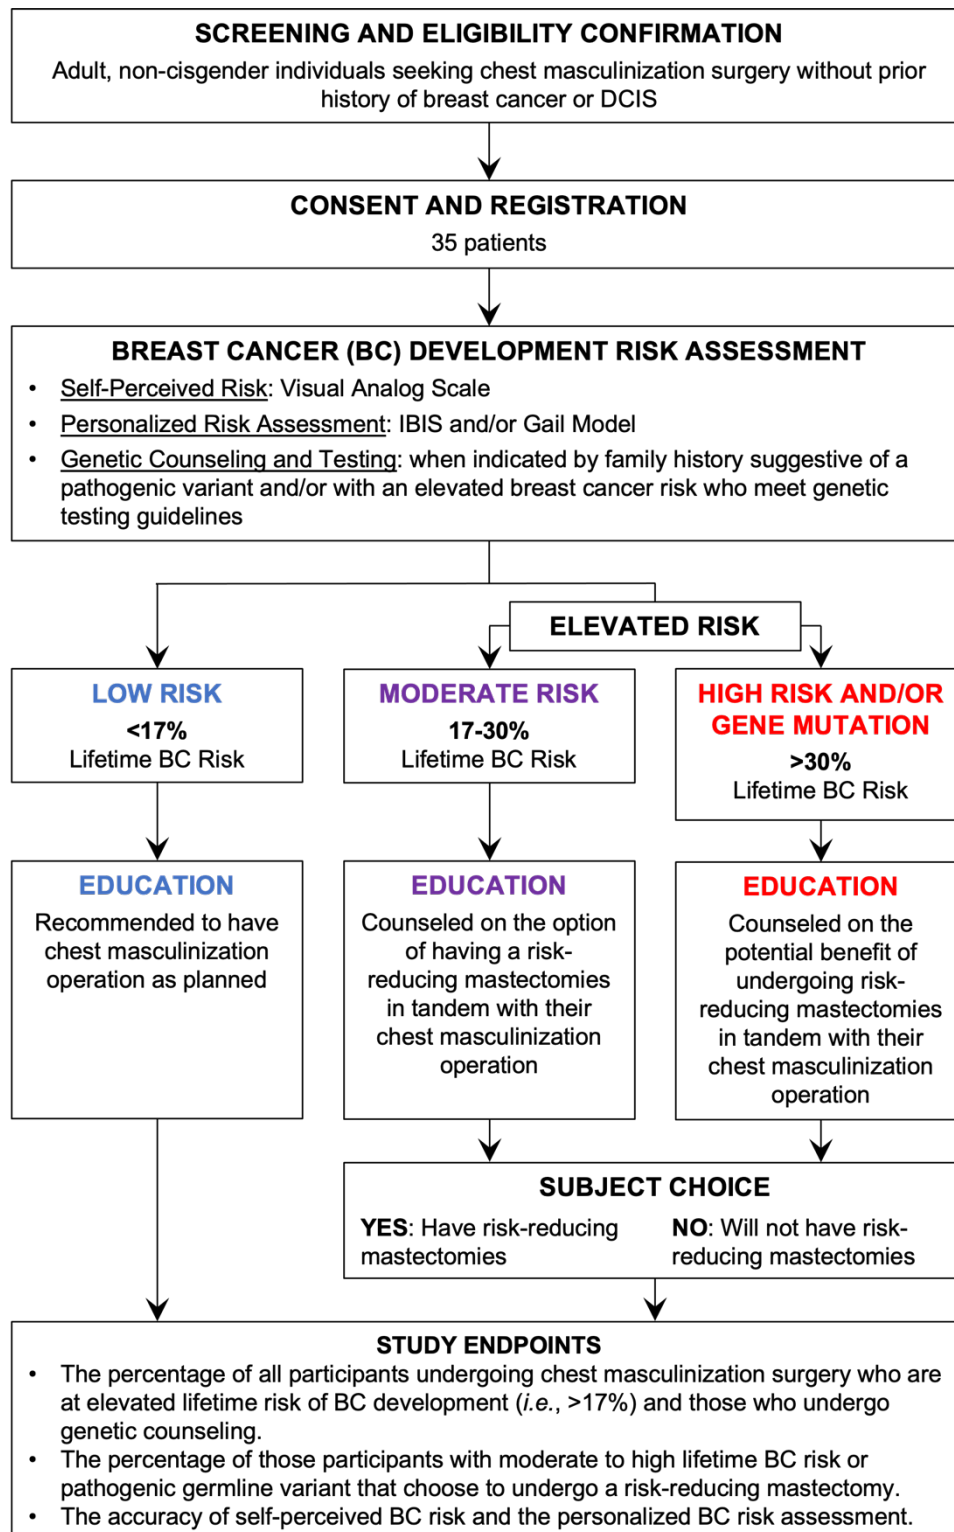 SCREENING AND ELIGIBILITY CONFIRMATION
Adult, non-cisgender individuals seeking chest masculinization surgery without prior
history of breast cancer or DCIS
CONSENT AND REGISTRATION
35 patients
BREAST CANCER (BC) DEVELOPMENT RISK ASSESSMENT
• Self-Perceived Risk: Visual Analog Scale
• Personalized Risk Assessment: IBIS and/or Gail Model
• Genetic Counseling and Testing: when indicated by family history suggestive of a
pathogenic variant and/or with an elevated breast cancer risk who meet genetic
testing guidelines
ELEVATED RISK
LOW RISK
<17%
Lifetime BC Risk
MODERATE RISK
17-30%
Lifetime BC Risk
HIGH RISK AND/OR
GENE MUTATION
>30%
Lifetime BC Risk
EDUCATION
Recommended to have
chest masculinization
operation as planned
EDUCATION
Counseled on the option
of having a risk-
reducing mastectomies
in tandem with their
chest masculinization
operation
EDUCATION
Counseled on the
potential benefit of
undergoing risk-
reducing mastectomies
in tandem with their
chest masculinization
operation
SUBJECT CHOICE
YES: Have risk-reducing
mastectomies
NO: Will not have risk-
reducing mastectomies
STUDY ENDPOINTS
• The percentage of all participants undergoing chest masculinization surgery who are
at elevated lifetime risk of BC development (i.e., >17%) and those who undergo
genetic counseling.
• The percentage of those participants with moderate to high lifetime BC risk or
pathogenic germline variant that choose to undergo a risk-reducing mastectomy.
• The accuracy of self-perceived BC risk and the personalized BC risk assessment.